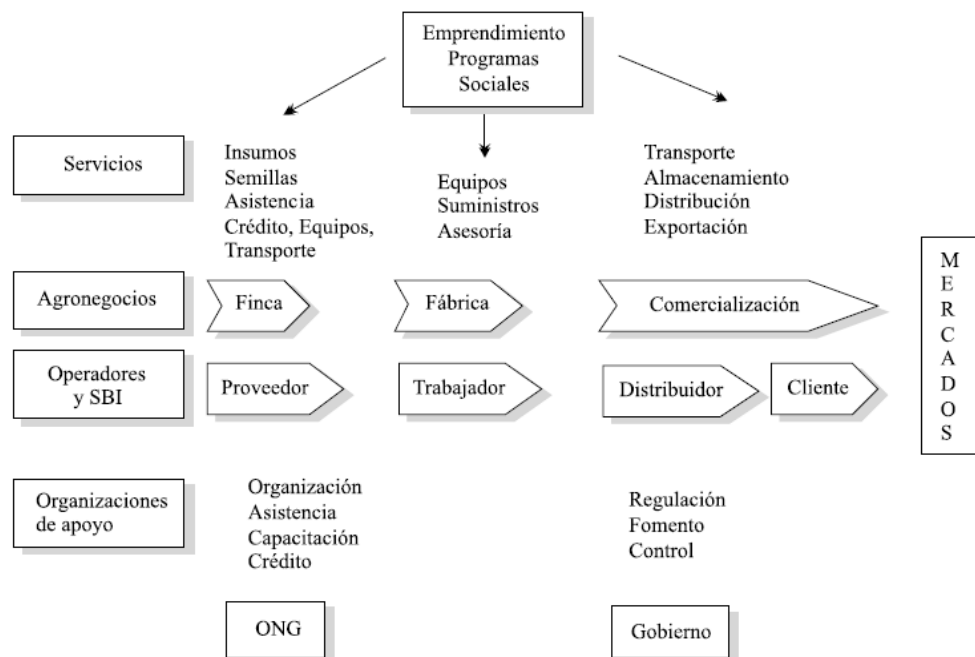 Emprendimiento
Programas
Sociales
Servicios
Insumos
Semillas
Asistencia
Crédito, Equipos,
Transporte
Equipos
Suministros
Asesoría
Transporte
Almacenamiento
Distribución
Exportación
Agronegocios
Finca
Fábrica
Comercialización
Operadores
y SBI
Proveedor
Trabajador
Distribuidor
Cliente
M
E
R
C
A
D
O
S
Organizaciones
de apoyo
Organización
Asistencia
Capacitación
Crédito
Regulación
Fomento
Control
ONG
Gobierno